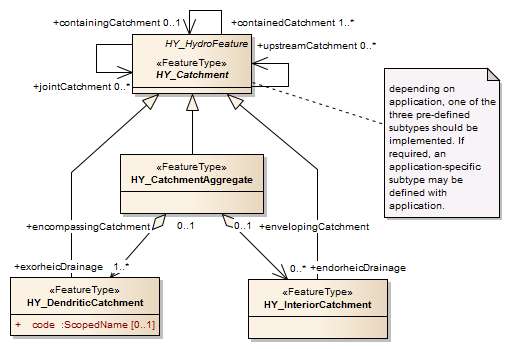 +containingCatchment 0..1
+containedCatchment 1..*
HY_HydroFeature
«FeatureType»
HY_Catchment
+upstreamCatchment 0..*
+jointCatchment 0..*
depending on
application, one of the
three pre-defined
subtypes should be
implemented. If
required, an
application-specific
subtype may be
defined with
application.
«FeatureType»
HY_CatchmentAggregate
+encompassingCatchment
0..1
0..1
+envelopingCatchment
+exorheicDrainage
1..*
0..*
+endorheicDrainage
«FeatureType»
HY_DendriticCatchment
+ code :ScopedName [0..1]
«FeatureType»
HY_InteriorCatchment